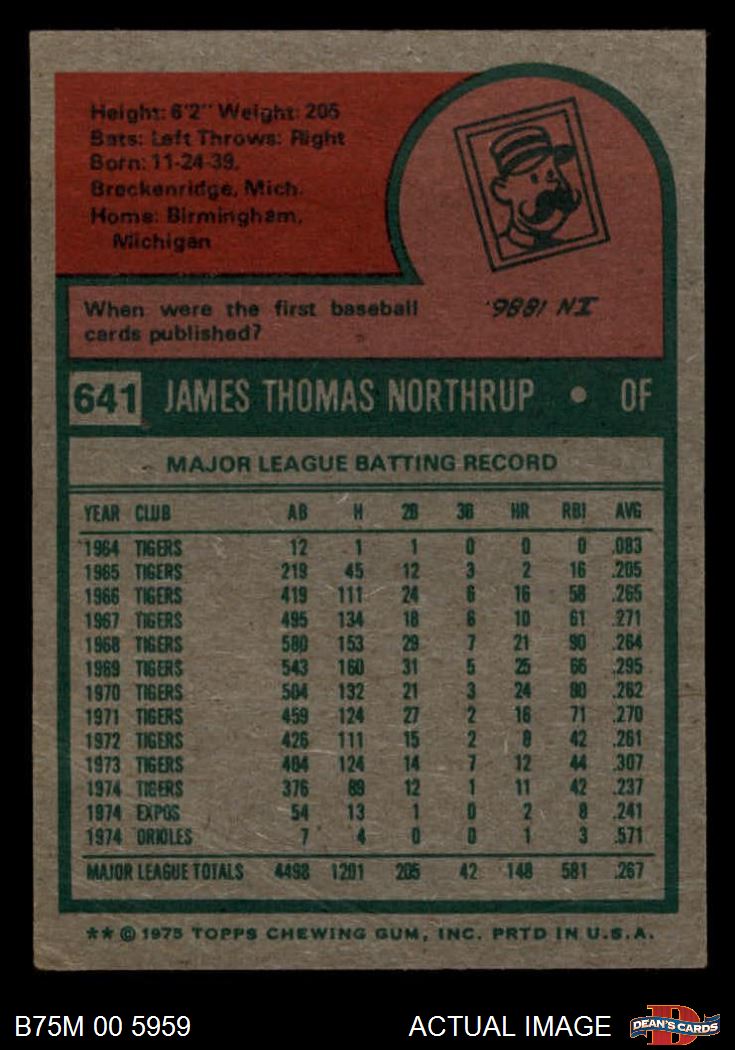 Height: 6'2" Weight: 205
Bats: Left Throws: Right
Born: 11-24-39,
Breckenridge, Mich.
Home: Birmingham,
Michigan
When were the first baseball
cards published?
IN 1886.
641 JAMES THOMAS NORTHRUP • OF
MAJOR LEAGUE BATTING RECORD
YEAR CLUB AB H 2B 3B HR RBI AVG
1964 TIGERS 12 1 1 0 0 0 .083
1965 TIGERS 219 45 12 3 2 16 .205
1966 TIGERS 419 111 24 6 16 58 .265
1967 TIGERS 495 134 18 6 10 61 .271
1968 TIGERS 580 153 29 7 21 90 .264
1969 TIGERS 543 160 31 5 25 66 .295
1970 TIGERS 504 132 21 3 24 80 .262
1971 TIGERS 459 124 27 2 16 71 .270
1972 TIGERS 426 111 15 2 8 42 .261
1973 TIGERS 404 124 14 7 12 44 .307
1974 TIGERS 376 89 12 1 11 42 .237
1974 EXPOS 54 13 1 0 2 8 .241
1974 ORIOLES 7 4 0 0 1 3 .571
MAJOR LEAGUE TOTALS 4498 1201 205 42 148 581 .267
** © 1975 TOPPS CHEWING GUM, INC. PRTD IN U.S.A.
B75M 00 5959 ACTUAL IMAGE DEAN'S CARDS